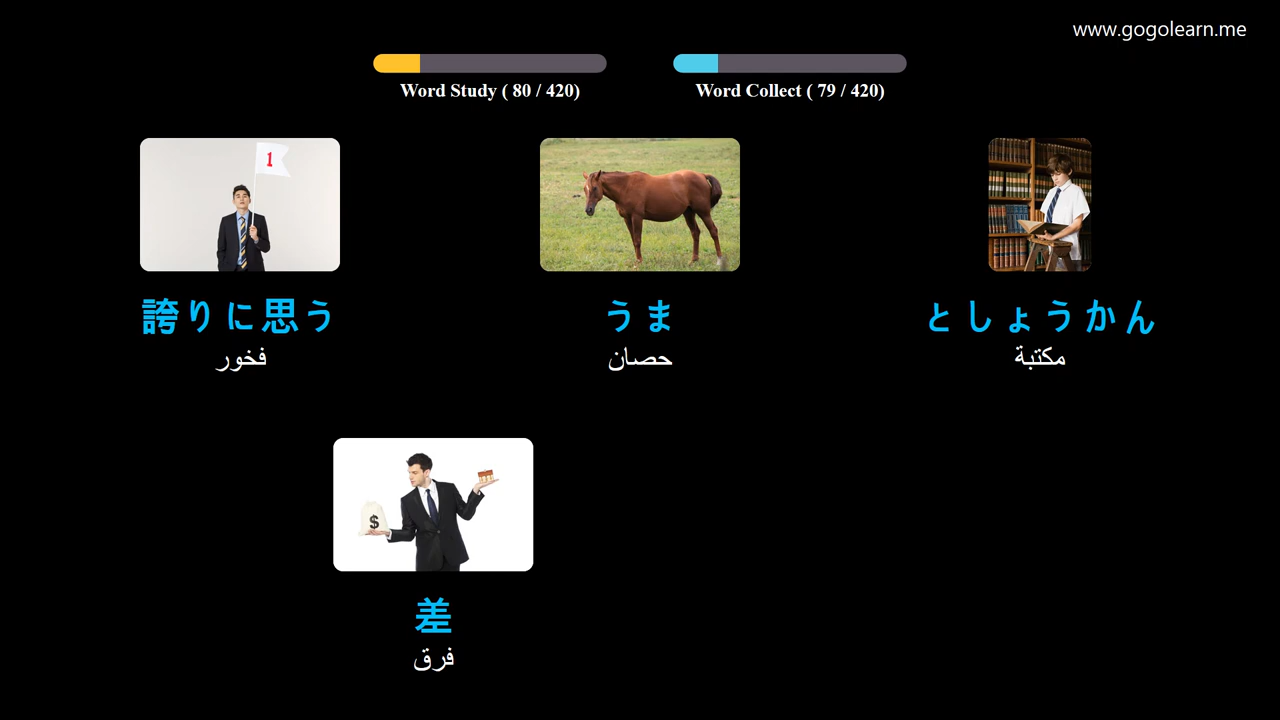 www.gogolearn.me
Word Study ( 80 / 420)
Word Collect ( 79 / 420)
1
誇りに思う
فخور
うま
حصان
としょうかん
مكتبة
$
差
فرق